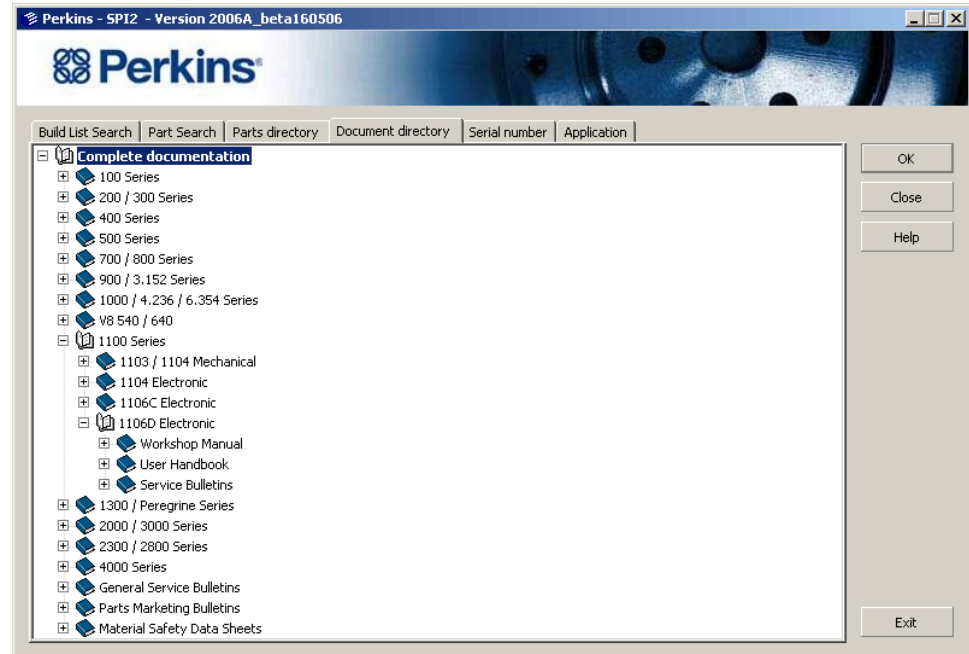 Perkins - SPI2 - Version 2006A_beta160506
Perkins
Build List Search
Part Search
Parts directory
Document directory
Serial number
Application
Complete documentation
100 Series
200 / 300 Series
400 Series
500 Series
700 / 800 Series
900 / 3.152 Series
1000 / 4.236 / 6.354 Series
V8 540 / 640
1100 Series
1103 / 1104 Mechanical
1104 Electronic
1106C Electronic
1106D Electronic
Workshop Manual
User Handbook
Service Bulletins
1300 / Peregrine Series
2000 / 3000 Series
2300 / 2800 Series
4000 Series
General Service Bulletins
Parts Marketing Bulletins
Material Safety Data Sheets
OK
Close
Help
Exit